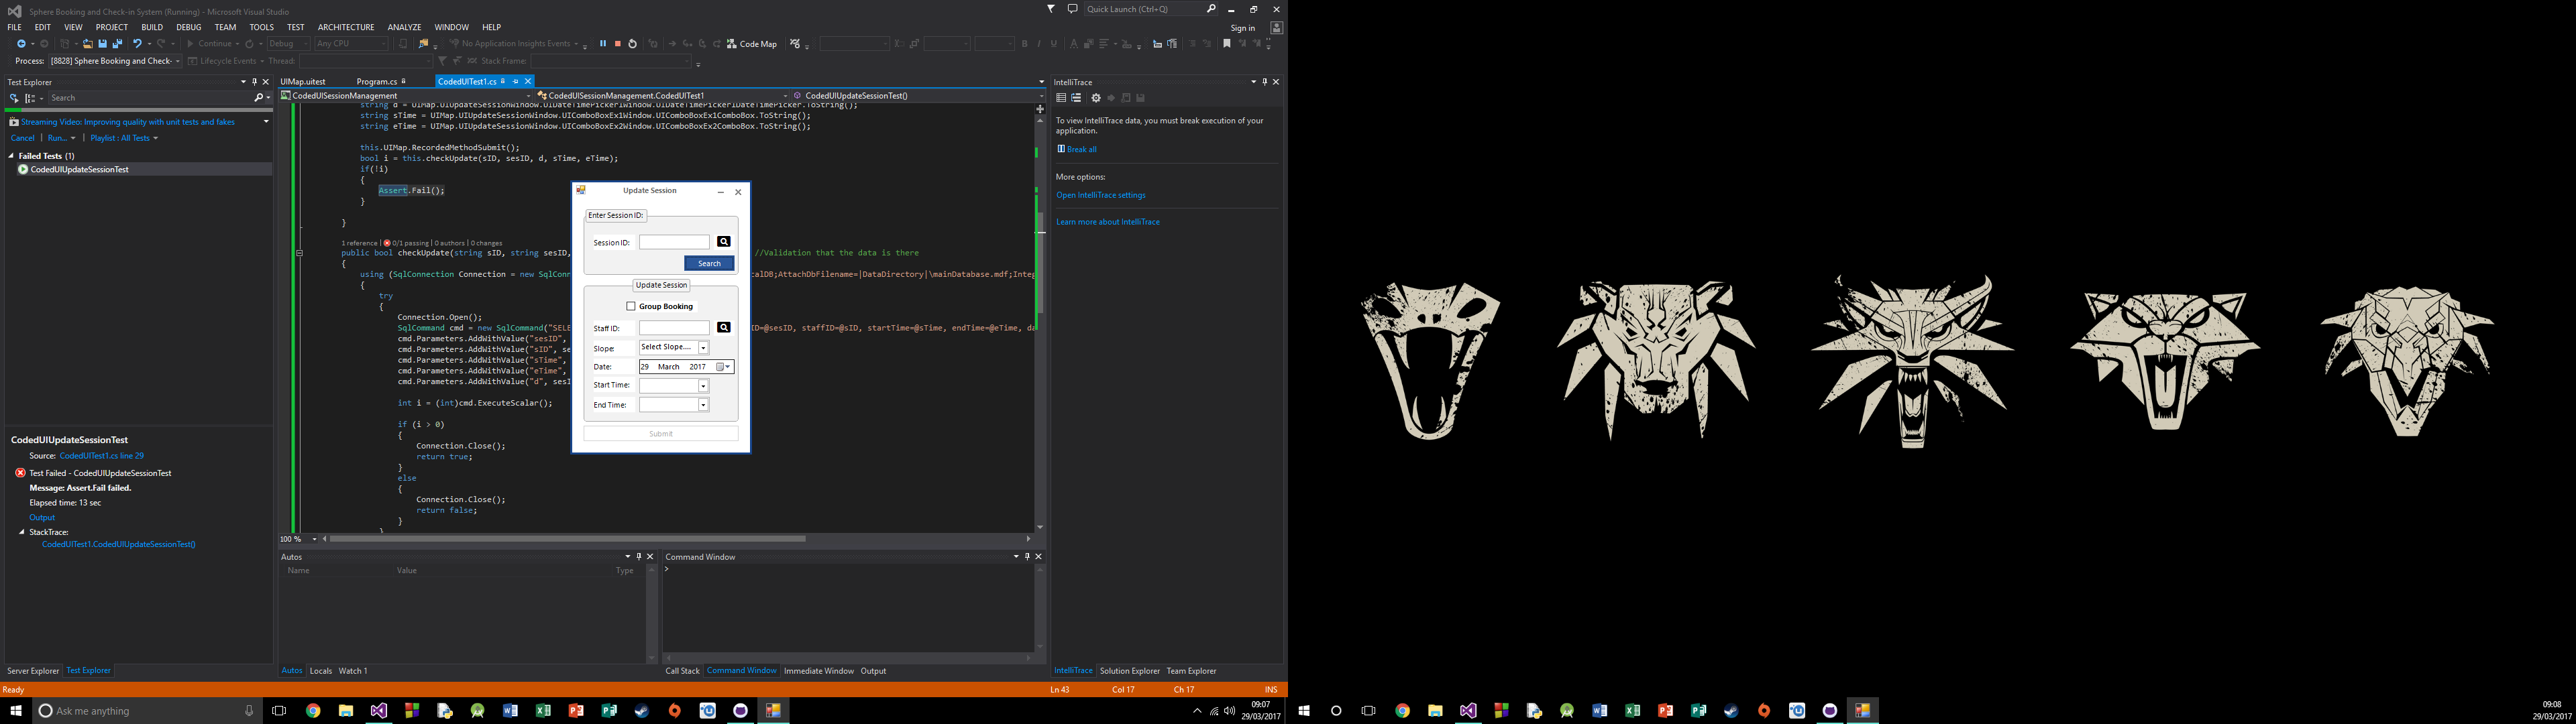 Sphere Booking and Check-in System (Running) - Microsoft Visual Studio
Quick Launch (Ctrl+Q)
FILE EDIT VIEW PROJECT BUILD DEBUG TEAM TOOLS TEST ARCHITECTURE ANALYZE WINDOW HELP
Sign in
Continue Debug Any CPU No Application Insights Events Code Map
Process: [8828] Sphere Booking and Check- Lifecycle Events Thread: Stack Frame:
Test Explorer
Search
Streaming Video: Improving quality with unit tests and fakes
Cancel | Run... | Playlist : All Tests
Failed Tests (1)
CodedUIUpdateSessionTest
CodedUIUpdateSessionTest
Source: CodedUITest1.cs line 29
Test Failed - CodedUIUpdateSessionTest
Message: Assert.Fail failed.
Elapsed time: 13 sec
Output
StackTrace:
CodedUITest1.CodedUIUpdateSessionTest()
Server Explorer Test Explorer
UIMap.uitest Program.cs CodedUITest1.cs
CodedUISessionManagement CodedUISessionManagement.CodedUITest1 CodedUIUpdateSessionTest()
string d = UIMap.UIUpdateSessionWindow.UIDateTimePicker1Window.UIDateTimePicker1DateTimePicker.ToString();
string sTime = UIMap.UIUpdateSessionWindow.UIComboBoxEx1Window.UIComboBoxEx1ComboBox.ToString();
string eTime = UIMap.UIUpdateSessionWindow.UIComboBoxEx2Window.UIComboBoxEx2ComboBox.ToString();
this.UIMap.RecordedMethodSubmit();
bool i = this.checkUpdate(sID, sesID, d, sTime, eTime);
if(!i)
{
Assert.Fail();
}
}
1 reference | 0/1 passing | 0 authors | 0 changes
public bool checkUpdate(string sID, string sesID, //Validation that the data is there
{
using (SqlConnection Connection = new SqlConn calDB;AttachDbFilename=|DataDirectory|\mainDatabase.mdf;Integ
{
try
{
Connection.Open();
SqlCommand cmd = new SqlCommand("SELE ID=@sesID, staffID=@sID, startTime=@sTime, endTime=@eTime, da
cmd.Parameters.AddWithValue("sesID",
cmd.Parameters.AddWithValue("sID", se
cmd.Parameters.AddWithValue("sTime",
cmd.Parameters.AddWithValue("eTime",
cmd.Parameters.AddWithValue("d", sesI
int i = (int)cmd.ExecuteScalar();
if (i > 0)
{
Connection.Close();
return true;
}
else
{
Connection.Close();
return false;
}
}
100 %
Update Session
Enter Session ID:
Session ID:
Search
Update Session
Group Booking
Staff ID:
Slope: Select Slope....
Date: 29 March 2017
Start Time:
End Time:
Submit
Autos
Name Value Type
Autos Locals Watch 1
Command Window
>
Call Stack Command Window Immediate Window Output
IntelliTrace
To view IntelliTrace data, you must break execution of your
application.
Break all
More options:
Open IntelliTrace settings
Learn more about IntelliTrace
IntelliTrace Solution Explorer Team Explorer
Ready Ln 43 Col 17 Ch 17 INS
Ask me anything
09:07
29/03/2017
09:08
29/03/2017